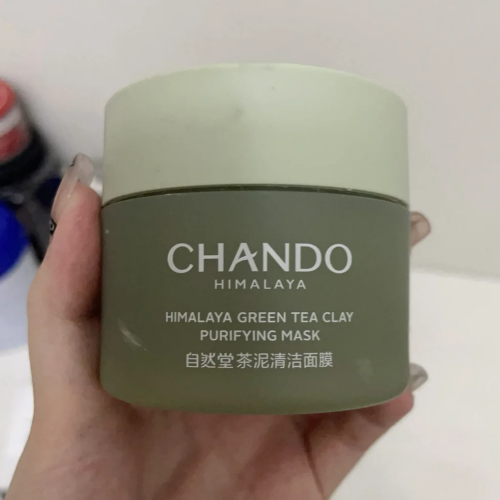 CHANDO
HIMALAYA
HIMALAYA GREEN TEA CLAY
PURIFYING MASK
自然堂 茶泥清洁面膜